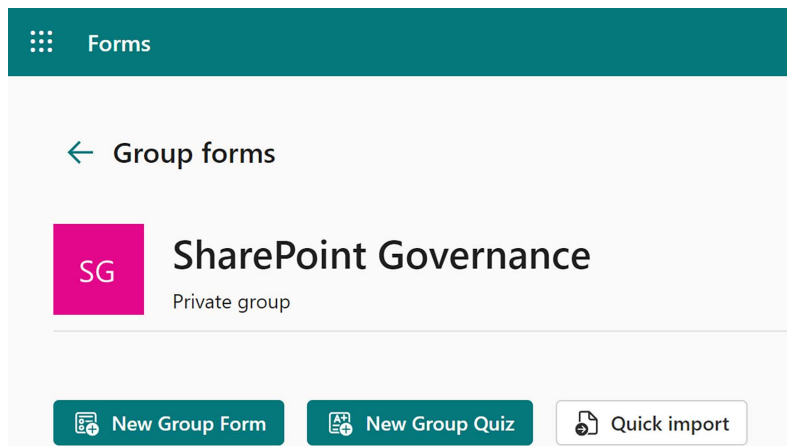 Forms
Group forms
SG
SharePoint Governance
Private group
New Group Form
New Group Quiz
Quick import